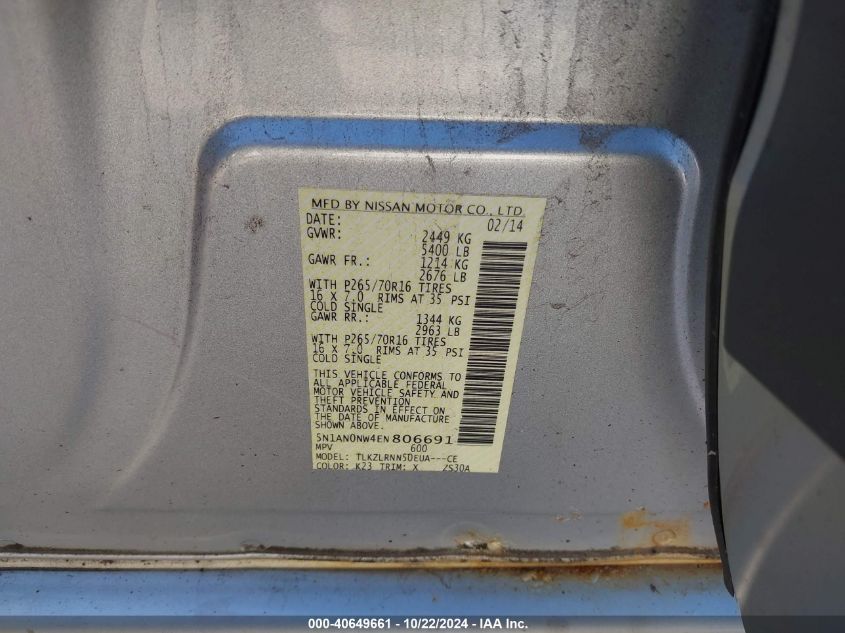 MFD BY NISSAN MOTOR CO., LTD
DATE: 02/14
GVWR: 2449 KG
5400 LB
GAWR FR.: 1214 KG
2676 LB
WITH P265/70R16 TIRES
16 X 7.0 RIMS AT 35 PSI
COLD SINGLE
GAWR RR.: 1344 KG
2963 LB
WITH P265/70R16 TIRES
16 X 7.0 RIMS AT 35 PSI
COLD SINGLE
THIS VEHICLE CONFORMS TO
ALL APPLICABLE FEDERAL
MOTOR VEHICLE SAFETY AND
THEFT PREVENTION
STANDARDS IN EFFECT ON
THE DATE OF MANUFACTURE
SHOWN ABOVE.
5N1AN0NW4EN806691
MPV 600
MODEL: TLKZLRNN5DEUA---CE
COLOR: K23 TRIM: X ZS30A
000-40649661 - 10/22/2024 - IAA Inc.